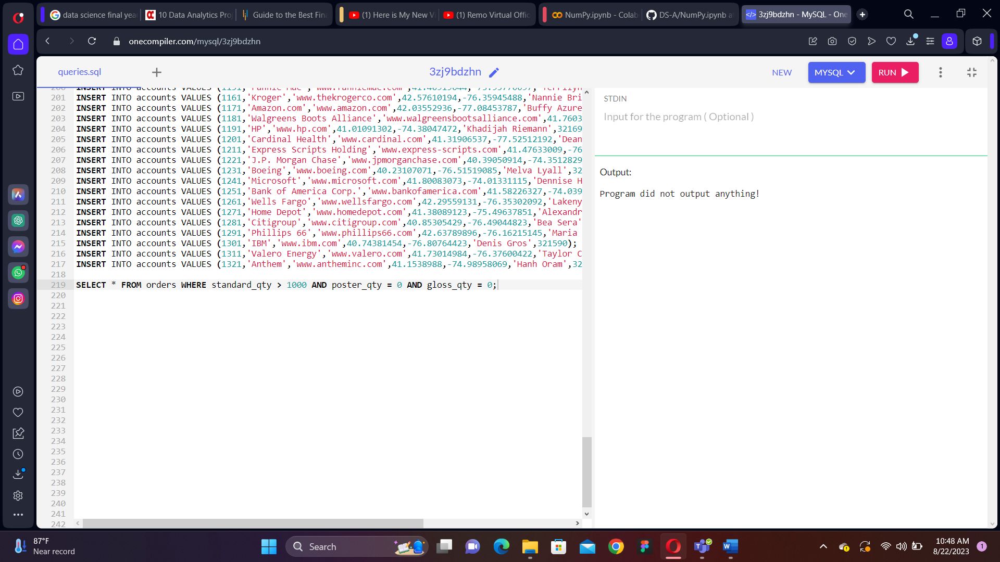 data science final yea
10 Data Analytics Proj
Guide to the Best Fina
(1) Here is My New Vi
(1) Remo Virtual Offic
NumPy.ipynb - Colab
DS-A/NumPy.ipynb a
3zj9bdzhn - MySQL - One
onecompiler.com/mysql/3zj9bdzhn
queries.sql
3zj9bdzhn
NEW
MYSQL
RUN
201 INSERT INTO accounts VALUES (1161,'Kroger','www.thekrogerco.com',42.57610194,-76.35945488,'Nannie Bri
202 INSERT INTO accounts VALUES (1171,'Amazon.com','www.amazon.com',42.03552936,-77.08453787,'Buffy Azure
203 INSERT INTO accounts VALUES (1181,'Walgreens Boots Alliance','www.walgreensbootsalliance.com',41.7603
204 INSERT INTO accounts VALUES (1191,'HP','www.hp.com',41.01091302,-74.38047472,'Khadijah Riemann',32169
205 INSERT INTO accounts VALUES (1201,'Cardinal Health','www.cardinal.com',41.31906537,-77.52512192,'Dean
206 INSERT INTO accounts VALUES (1211,'Express Scripts Holding','www.express-scripts.com',41.47633009,-76
207 INSERT INTO accounts VALUES (1221,'J.P. Morgan Chase','www.jpmorganchase.com',40.39050914,-74.3512829
208 INSERT INTO accounts VALUES (1231,'Boeing','www.boeing.com',40.23107071,-76.51519085,'Melva Lyall',32
209 INSERT INTO accounts VALUES (1241,'Microsoft','www.microsoft.com',41.80083073,-74.01331115,'Dennise H
210 INSERT INTO accounts VALUES (1251,'Bank of America Corp.','www.bankofamerica.com',41.58226327,-74.039
211 INSERT INTO accounts VALUES (1261,'Wells Fargo','www.wellsfargo.com',42.29559131,-76.35302092,'Lakeny
212 INSERT INTO accounts VALUES (1271,'Home Depot','www.homedepot.com',41.38089123,-75.49637851,'Alexandr
213 INSERT INTO accounts VALUES (1281,'Citigroup','www.citigroup.com',40.85305429,-76.49044823,'Bea Sera'
214 INSERT INTO accounts VALUES (1291,'Phillips 66','www.phillips66.com',42.63789896,-76.16215145,'Maria
215 INSERT INTO accounts VALUES (1301,'IBM','www.ibm.com',40.74381454,-76.80764423,'Denis Gros',321590);
216 INSERT INTO accounts VALUES (1311,'Valero Energy','www.valero.com',41.73014984,-76.37600422,'Taylor C
217 INSERT INTO accounts VALUES (1321,'Anthem','www.antheminc.com',41.1538988,-74.98958069,'Hanh Oram',32
218
219 SELECT * FROM orders WHERE standard_qty > 1000 AND poster_qty = 0 AND gloss_qty = 0;
220
221
222
223
224
225
226
227
228
229
230
231
232
233
234
235
236
237
238
239
240
241
242
STDIN
Input for the program ( Optional )
Output:
Program did not output anything!
87°F
Near record
Search
10:48 AM
8/22/2023
1